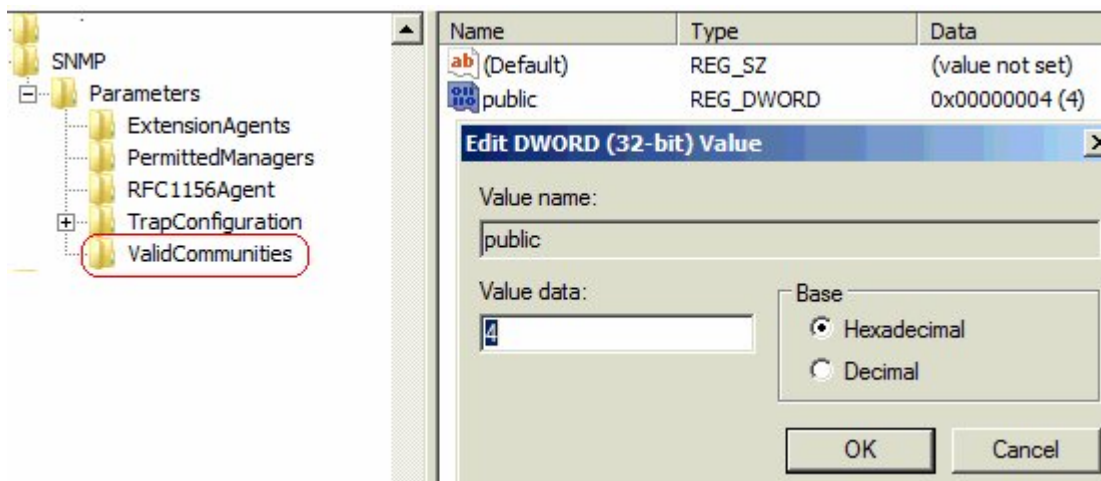 SNMP
Parameters
ExtensionAgents
PermittedManagers
RFC1156Agent
TrapConfiguration
ValidCommunities
Name Type Data
(Default) REG_SZ (value not set)
public REG_DWORD 0x00000004 (4)
Edit DWORD (32-bit) Value
Value name:
public
Value data:
4
Base
Hexadecimal
Decimal
OK Cancel